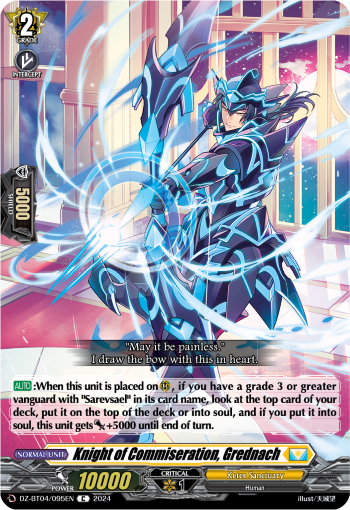 2
GRADE
INTERCEPT
5000
SHIELD
"May it be painless."
I draw the bow with this in heart.
AUTO :When this unit is placed on RC, if you have a grade 3 or greater
vanguard with "Sarevsael" in its card name, look at the top card of your
deck, put it on the top of the deck or into soul, and if you put it into
soul, this unit gets +5000 until end of turn.
NORMAL UNIT
Knight of Commiseration, Grednach
POWER 10000
CRITICAL
1
Keter Sanctuary
Human
D DZ-BT04/095EN C 2024
illust/天城望